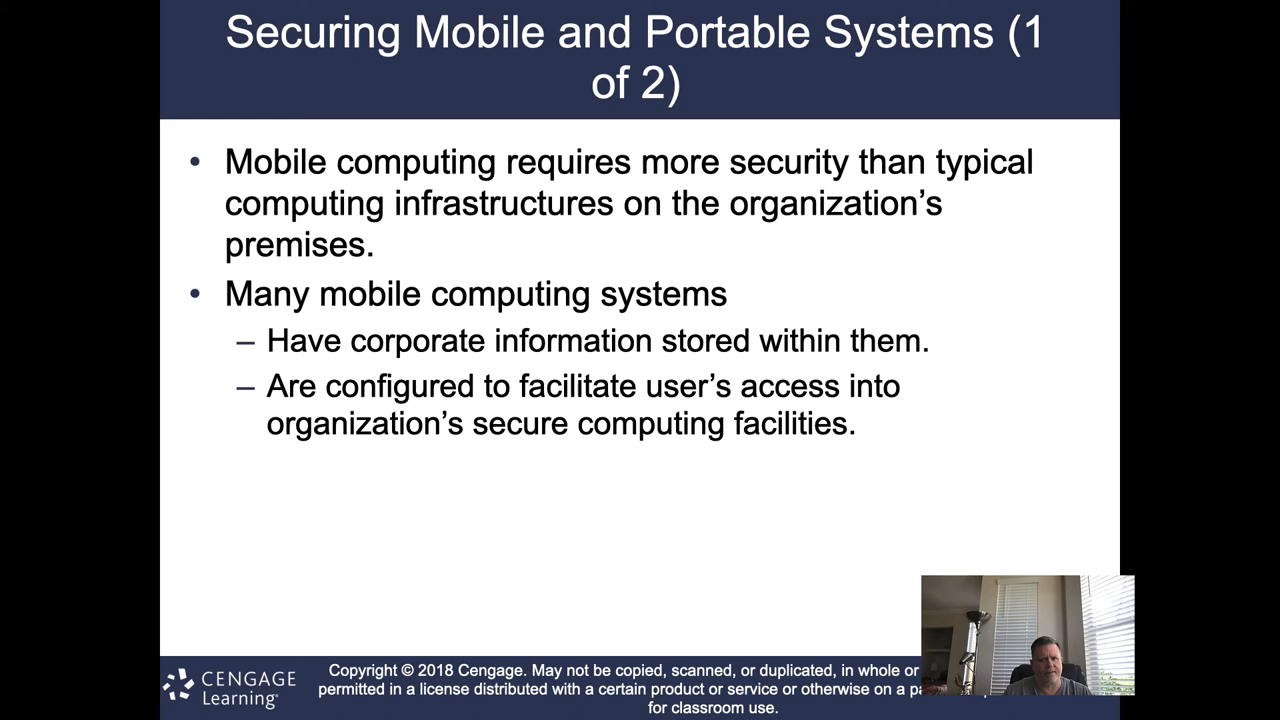 Securing Mobile and Portable Systems (1
of 2)
• Mobile computing requires more security than typical
computing infrastructures on the organization’s
premises.
• Many mobile computing systems
– Have corporate information stored within them.
– Are configured to facilitate user’s access into
organization’s secure computing facilities.
CENGAGE
Learning
Copyright © 2018 Cengage. May not be copied, scanned, or duplicated, in whole or
permitted in a license distributed with a certain product or service or otherwise on a
for classroom use.